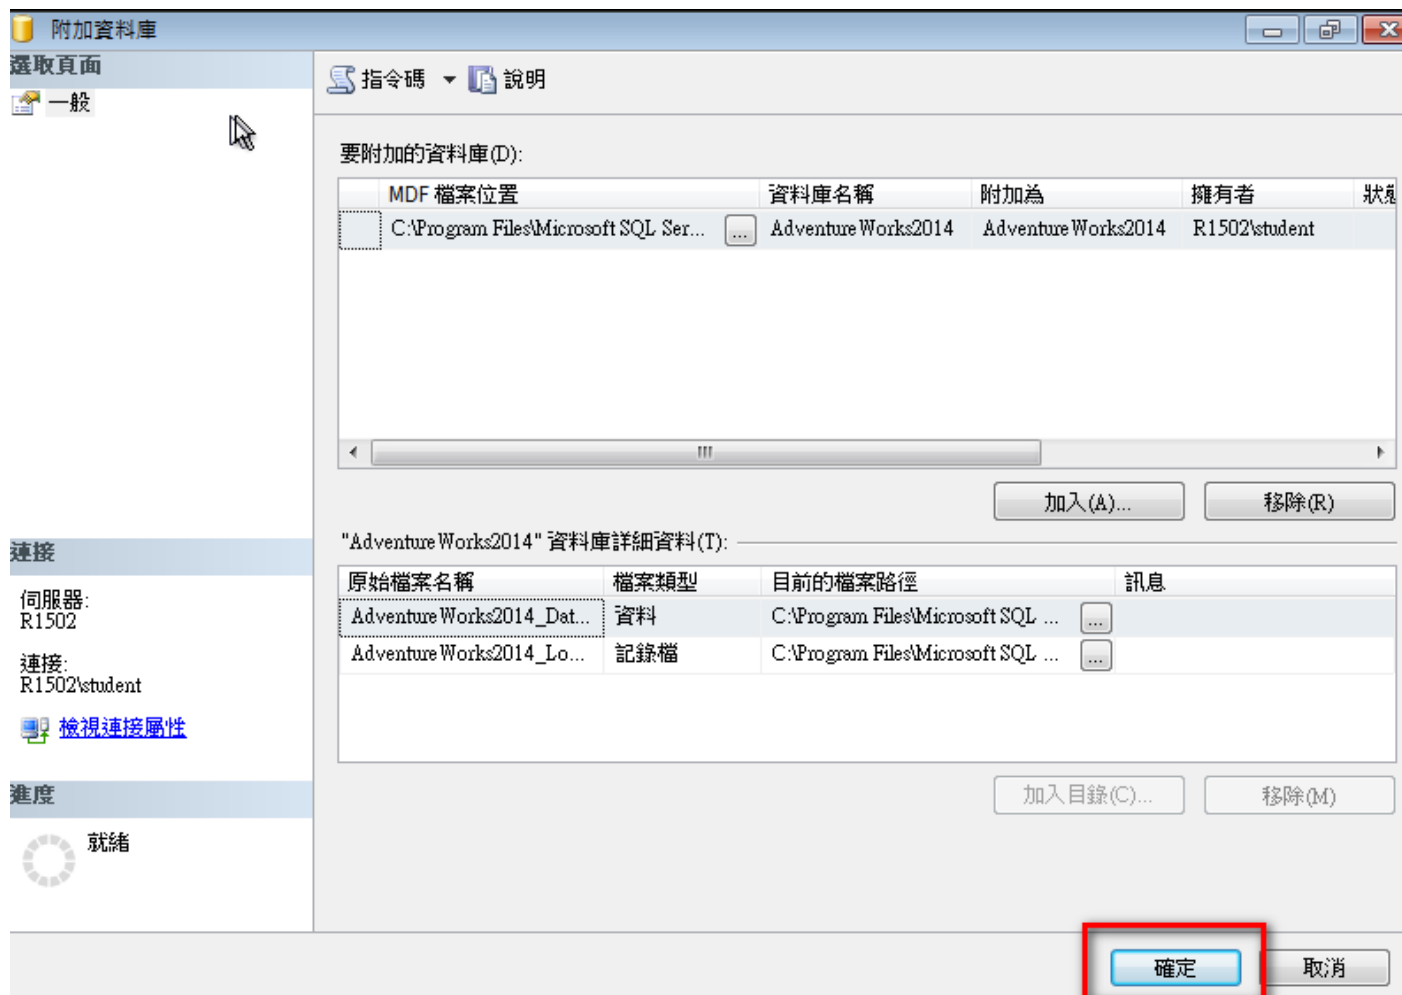 附加資料庫
選取頁面
一般
指令碼 說明
要附加的資料庫(D):
MDF 檔案位置 資料庫名稱 附加為 擁有者 狀態
C:\Program Files\Microsoft SQL Ser... ... AdventureWorks2014 AdventureWorks2014 R1502\student
加入(A)... 移除(R)
"AdventureWorks2014" 資料庫詳細資料(T):
原始檔案名稱 檔案類型 目前的檔案路徑 訊息
AdventureWorks2014_Dat... 資料 C:\Program Files\Microsoft SQL ... ...
AdventureWorks2014_Lo... 記錄檔 C:\Program Files\Microsoft SQL ... ...
加入目錄(C)... 移除(M)
連接
伺服器:
R1502
連接:
R1502\student
檢視連接屬性
進度
就緒
確定 取消